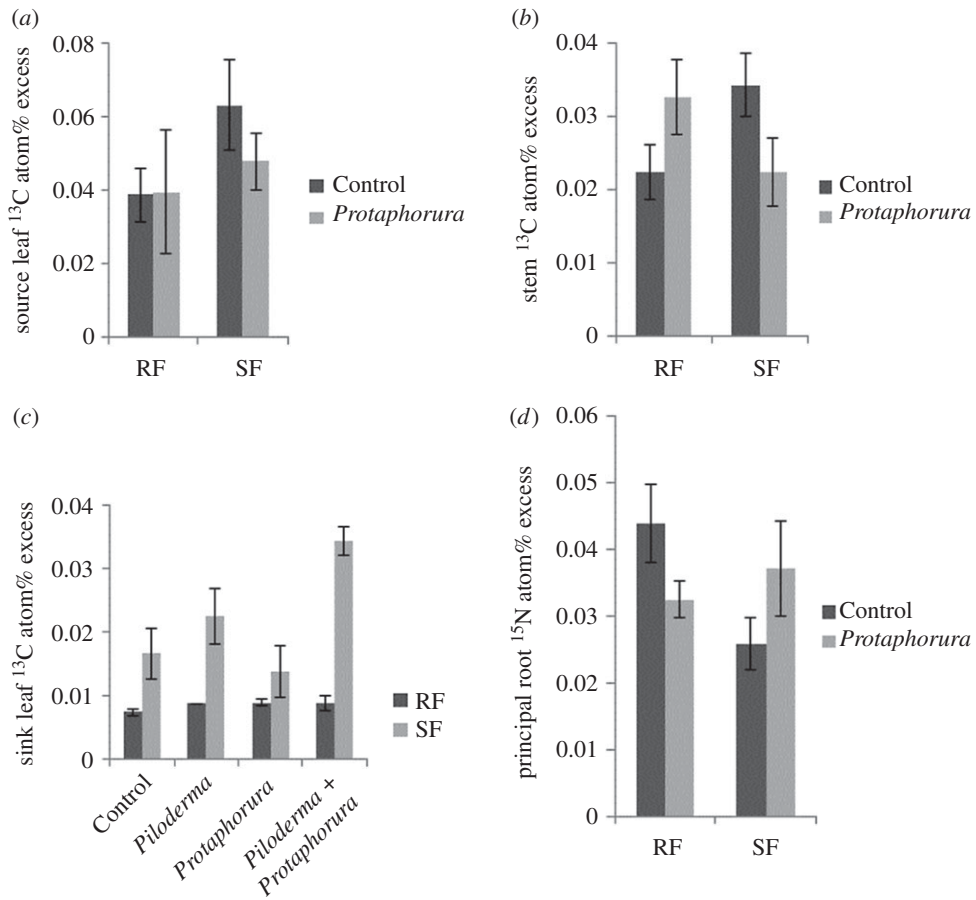 (a)
source leaf ¹³C atom% excess
0.08
0.06
0.04
0.02
0
RF
SF
Control
Protaphorura
(b)
stem ¹³C atom% excess
0.04
0.03
0.02
0.01
0
RF
SF
Control
Protaphorura
(c)
sink leaf ¹³C atom% excess
0.04
0.03
0.02
0.01
0
Control
Piloderma
Protaphorura
Piloderma +
Protaphorura
RF
SF
(d)
principal root ¹⁵N atom% excess
0.06
0.05
0.04
0.03
0.02
0.01
0
RF
SF
Control
Protaphorura